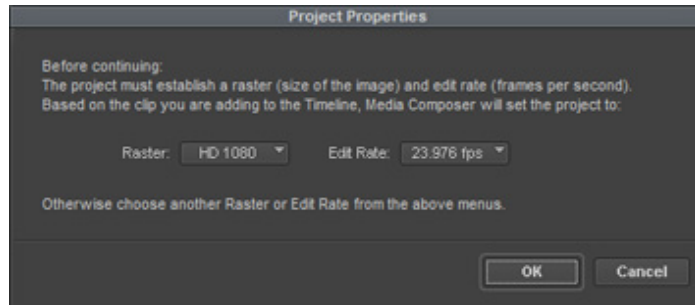 Project Properties
Before continuing:
The project must establish a raster (size of the image) and edit rate (frames per second).
Based on the clip you are adding to the Timeline, Media Composer will set the project to:
Raster: HD 1080 Edit Rate: 23.976 fps
Otherwise choose another Raster or Edit Rate from the above menus.
OK Cancel